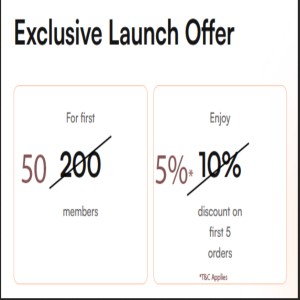 Exclusive Launch Offer
For first
50 200
members
Enjoy
5%* 10%
discount on
first 5
orders
*T&C Applies